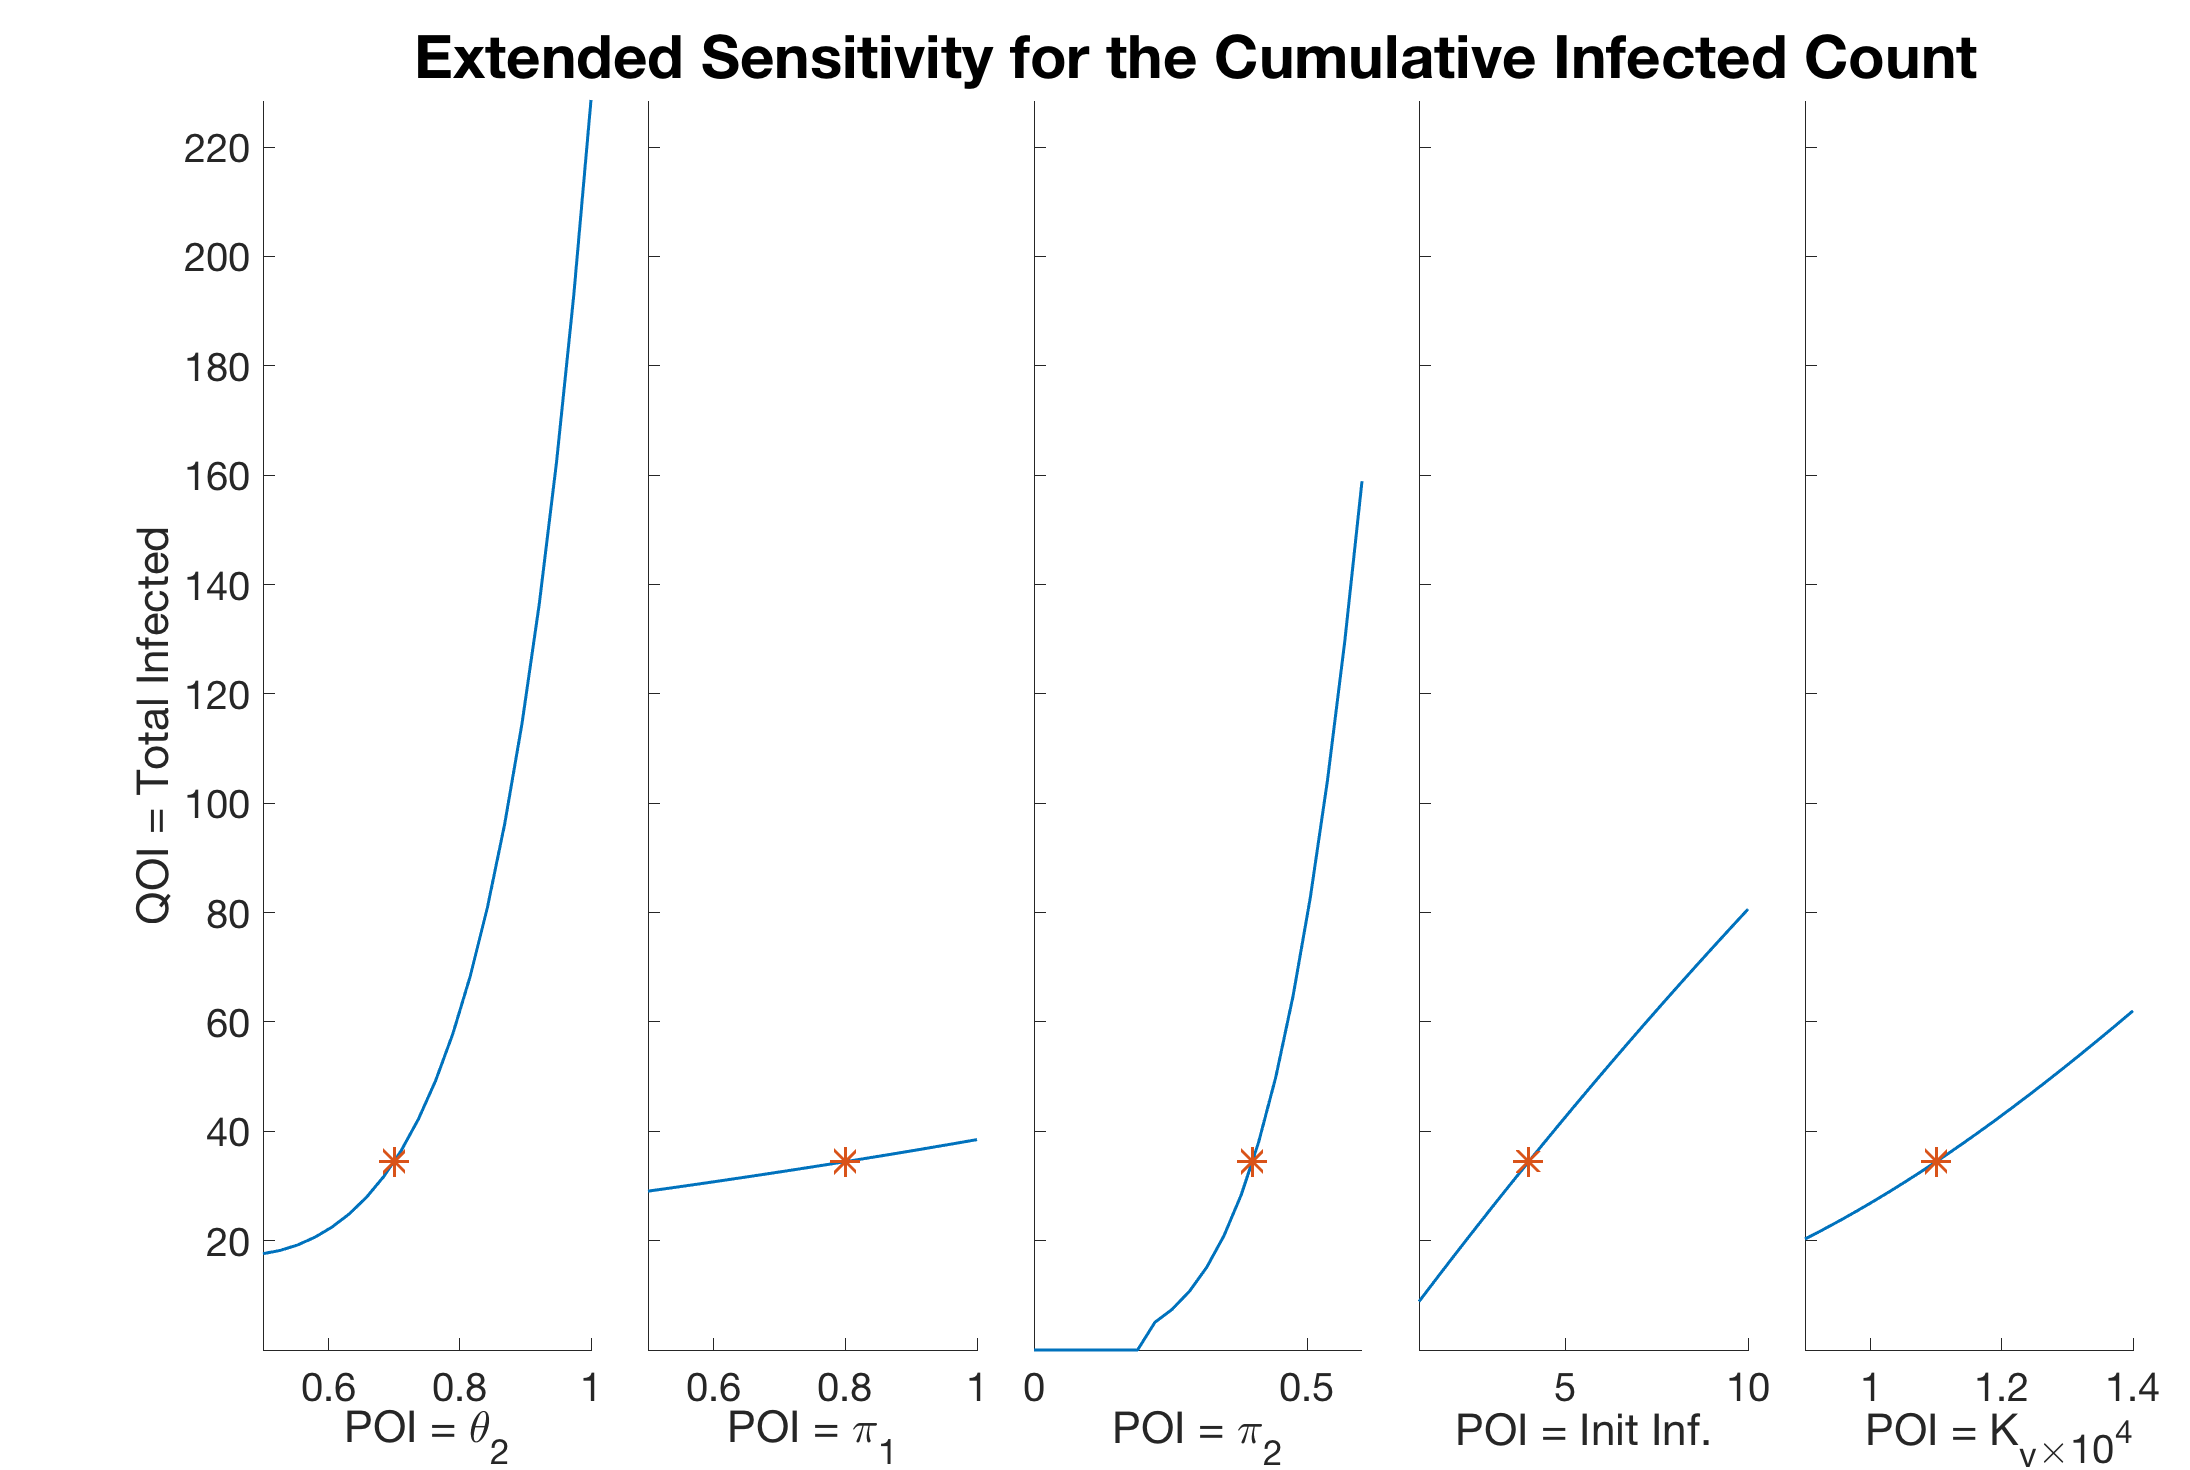 Extended Sensitivity for the Cumulative Infected Count
QOI = Total Infected
220
200
180
160
140
120
100
80
60
40
20
0.6 0.8 1
POI = θ2
0.6 0.8 1
POI = π1
0 0.5
POI = π2
5 10
POI = Init Inf.
1 1.2 1.4
POI = Kv×10^4